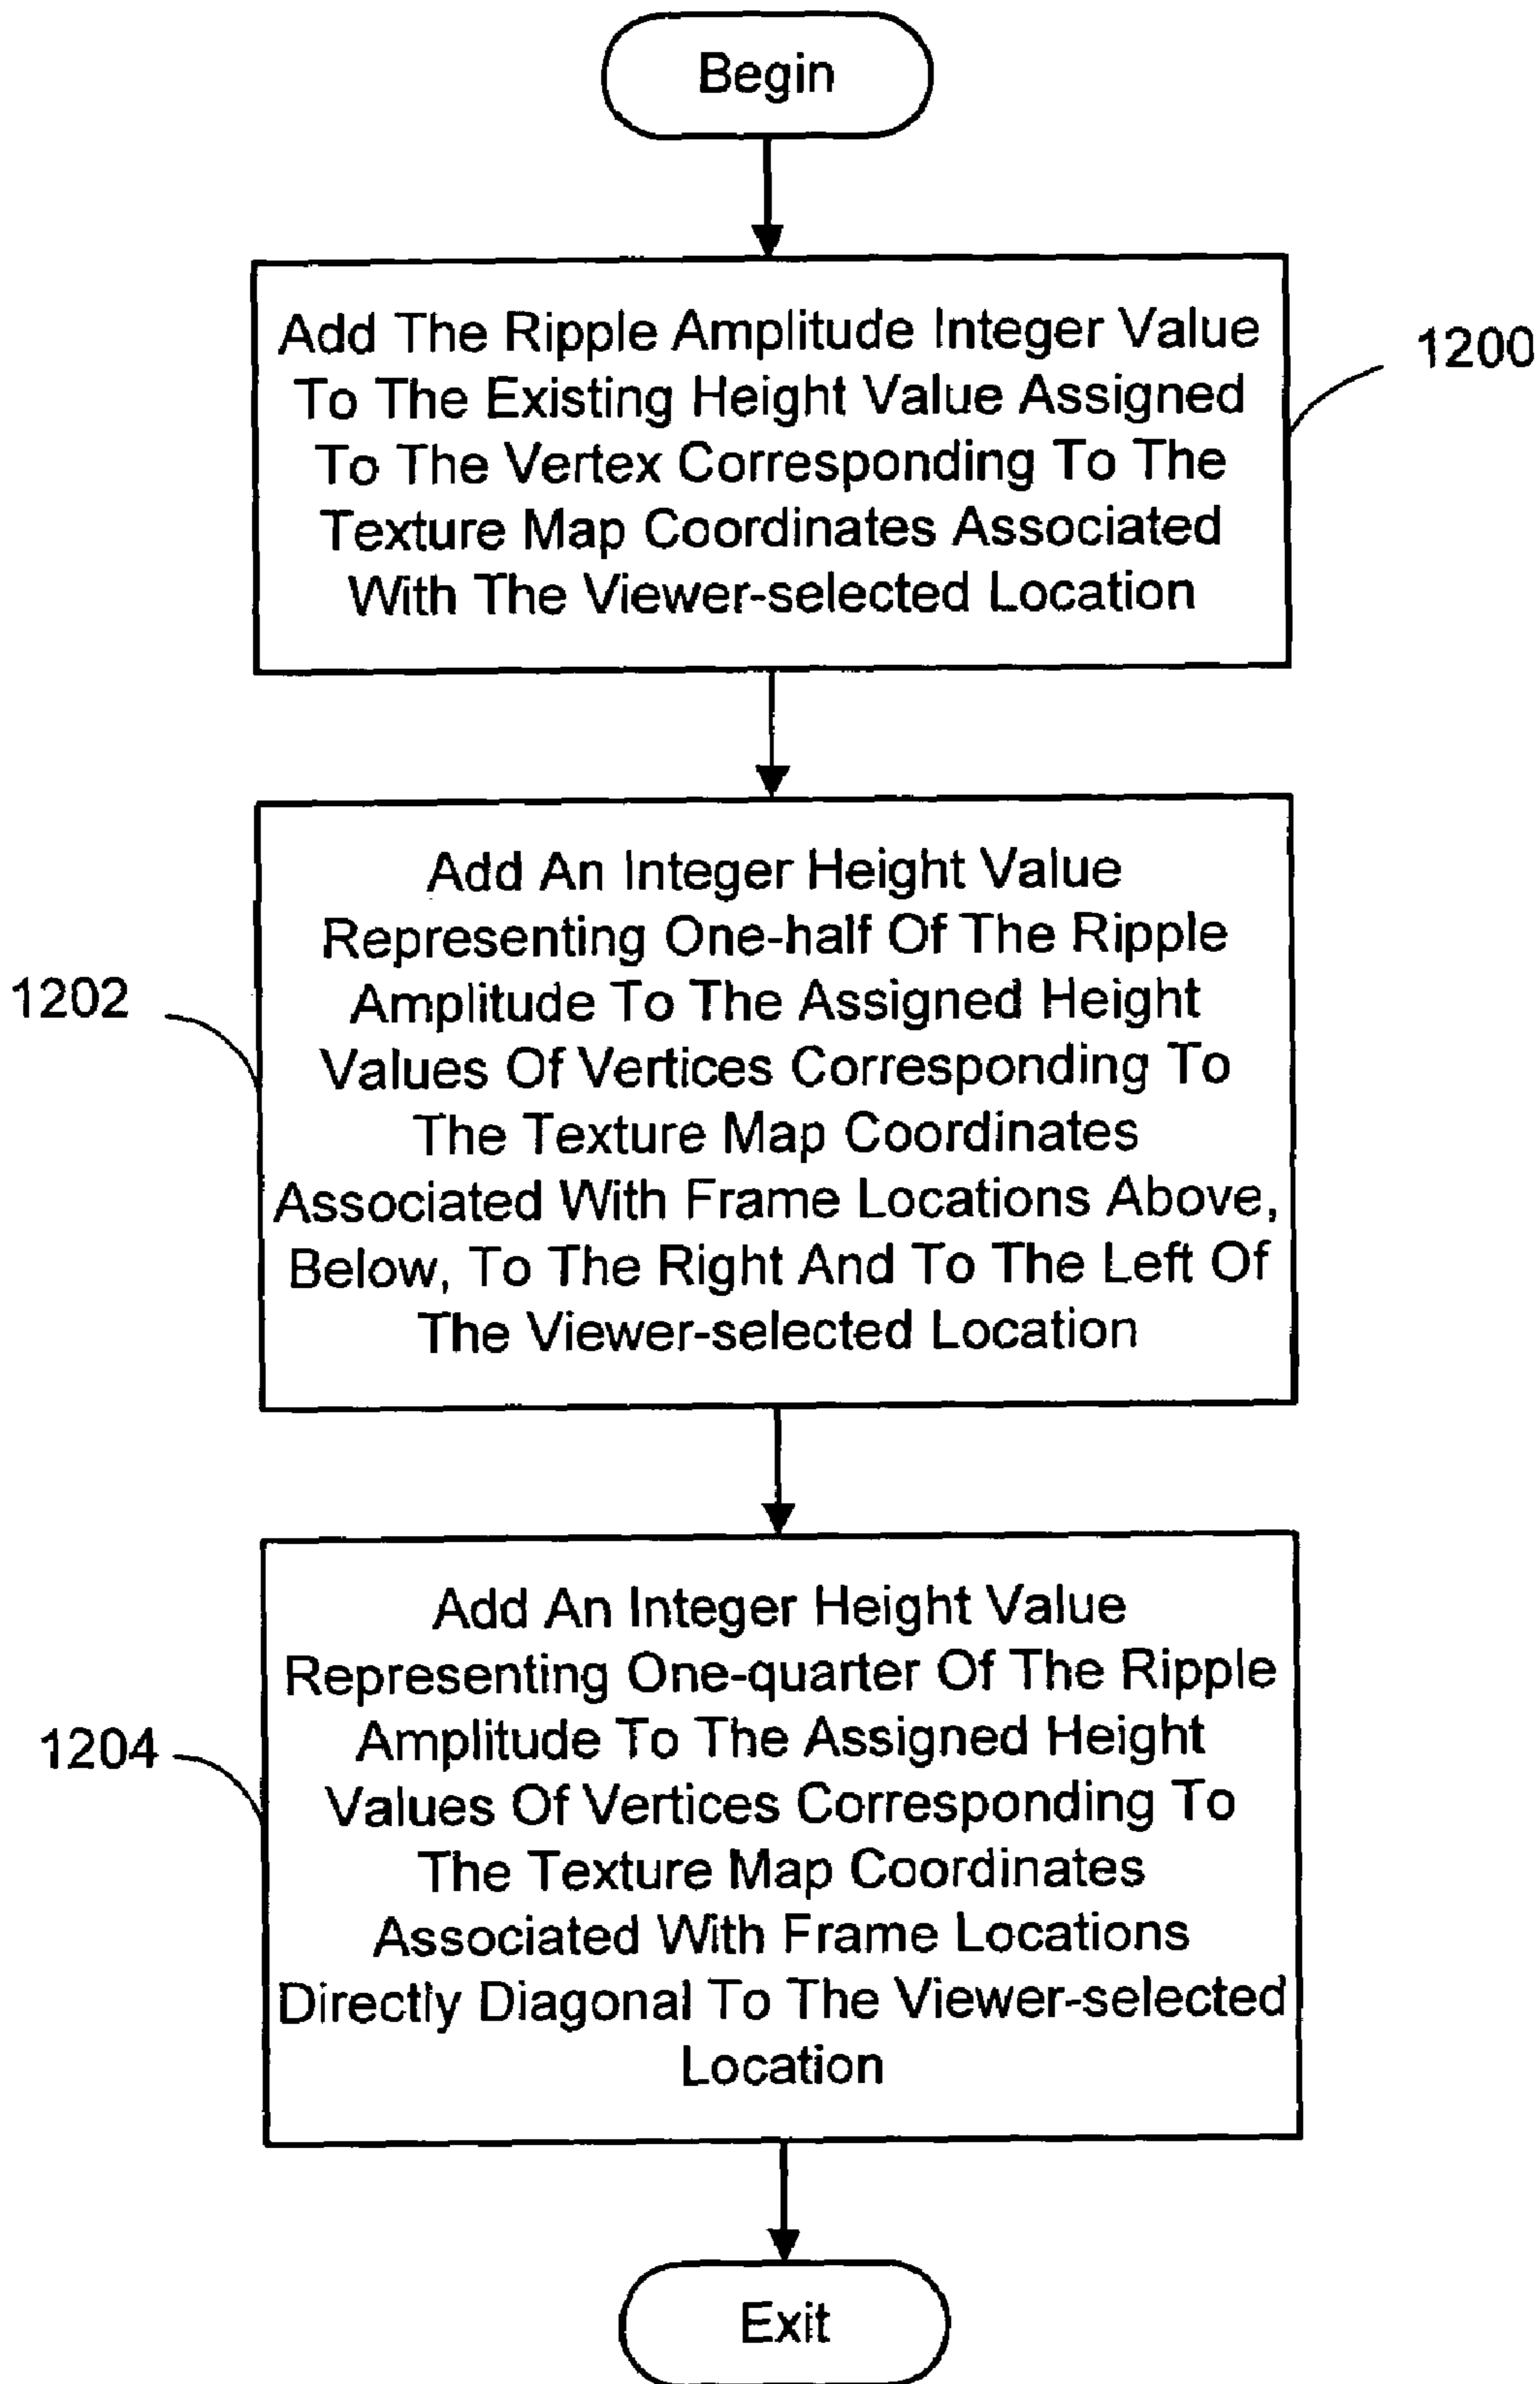 Begin
Add The Ripple Amplitude Integer Value
To The Existing Height Value Assigned
To The Vertex Corresponding To The
Texture Map Coordinates Associated
With The Viewer-selected Location
1200
Add An Integer Height Value
Representing One-half Of The Ripple
Amplitude To The Assigned Height
Values Of Vertices Corresponding To
The Texture Map Coordinates
Associated With Frame Locations Above,
Below, To The Right And To The Left Of
The Viewer-selected Location
1202
Add An Integer Height Value
Representing One-quarter Of The Ripple
Amplitude To The Assigned Height
Values Of Vertices Corresponding To
The Texture Map Coordinates
Associated With Frame Locations
Directly Diagonal To The Viewer-selected
Location
1204
Exit